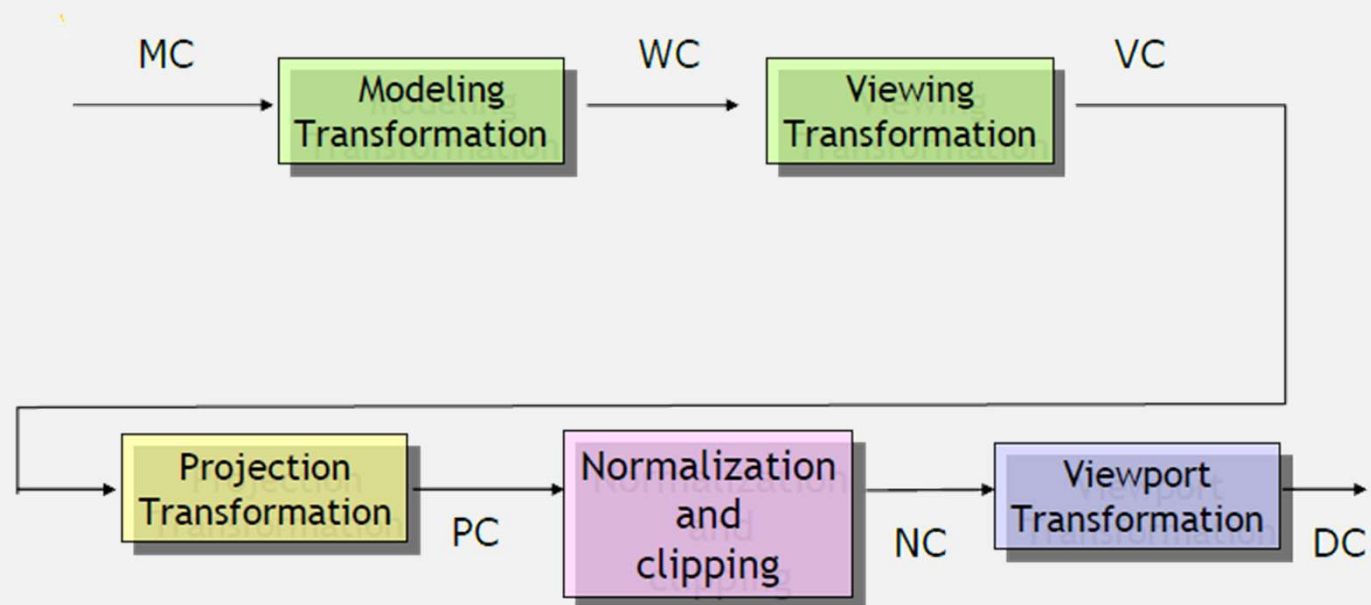 MC
Modeling
Transformation
WC
Viewing
Transformation
VC
Projection
Transformation
PC
Normalization
and
clipping
NC
Viewport
Transformation
DC